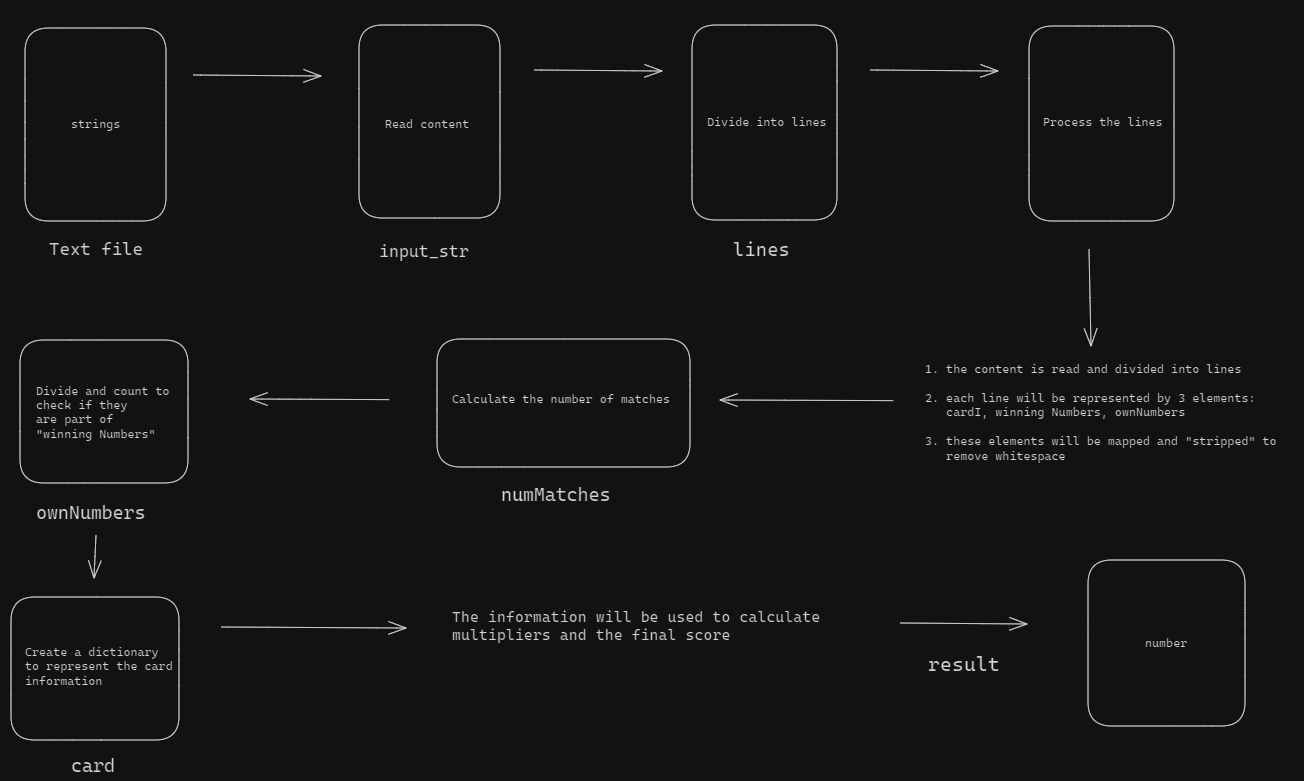 strings
Read content
Divide into lines
Process the lines
Text file
input_str
lines
1. the content is read and divided into lines
2. each line will be represented by 3 elements:
cardI, winning Numbers, ownNumbers
3. these elements will be mapped and "stripped" to
remove whitespace
Calculate the number of matches
numMatches
Divide and count to
check if they
are part of
"winning Numbers"
ownNumbers
Create a dictionary
to represent the card
information
card
The information will be used to calculate
multipliers and the final score
result
number